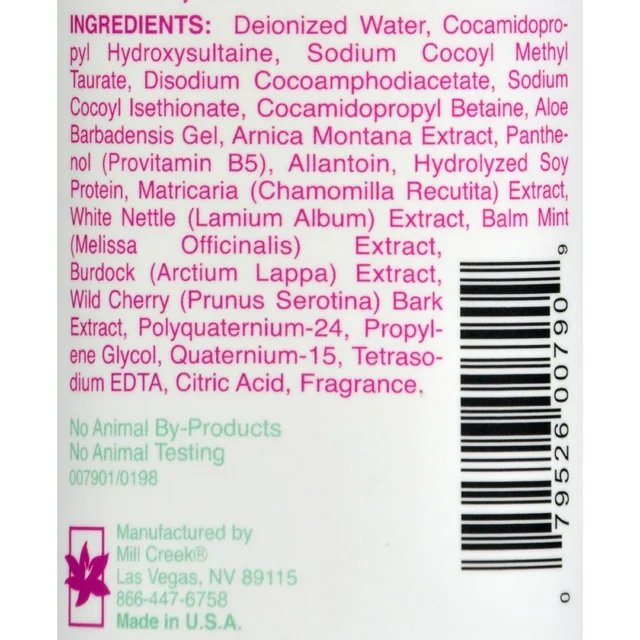 INGREDIENTS: Deionized Water, Cocamidopro-
pyl Hydroxysultaine, Sodium Cocoyl Methyl
Taurate, Disodium Cocoamphodiacetate, Sodium
Cocoyl Isethionate, Cocamidopropyl Betaine, Aloe
Barbadensis Gel, Arnica Montana Extract, Panthe-
nol (Provitamin B5), Allantoin, Hydrolyzed Soy
Protein, Matricaria (Chamomilla Recutita) Extract,
White Nettle (Lamium Album) Extract, Balm Mint
(Melissa Officinalis) Extract,
Burdock (Arctium Lappa) Extract,
Wild Cherry (Prunus Serotina) Bark
Extract, Polyquaternium-24, Propyl-
ene Glycol, Quaternium-15, Tetraso-
dium EDTA, Citric Acid, Fragrance.
No Animal By-Products
No Animal Testing
007901/0198
Manufactured by
Mill Creek®
Las Vegas, NV 89115
866-447-6758
Made in U.S.A.
0 79526 00790 9